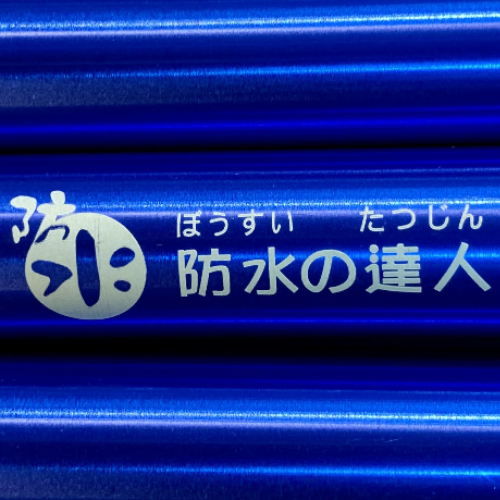 防水
ぼうすい たつじん
防水の達人